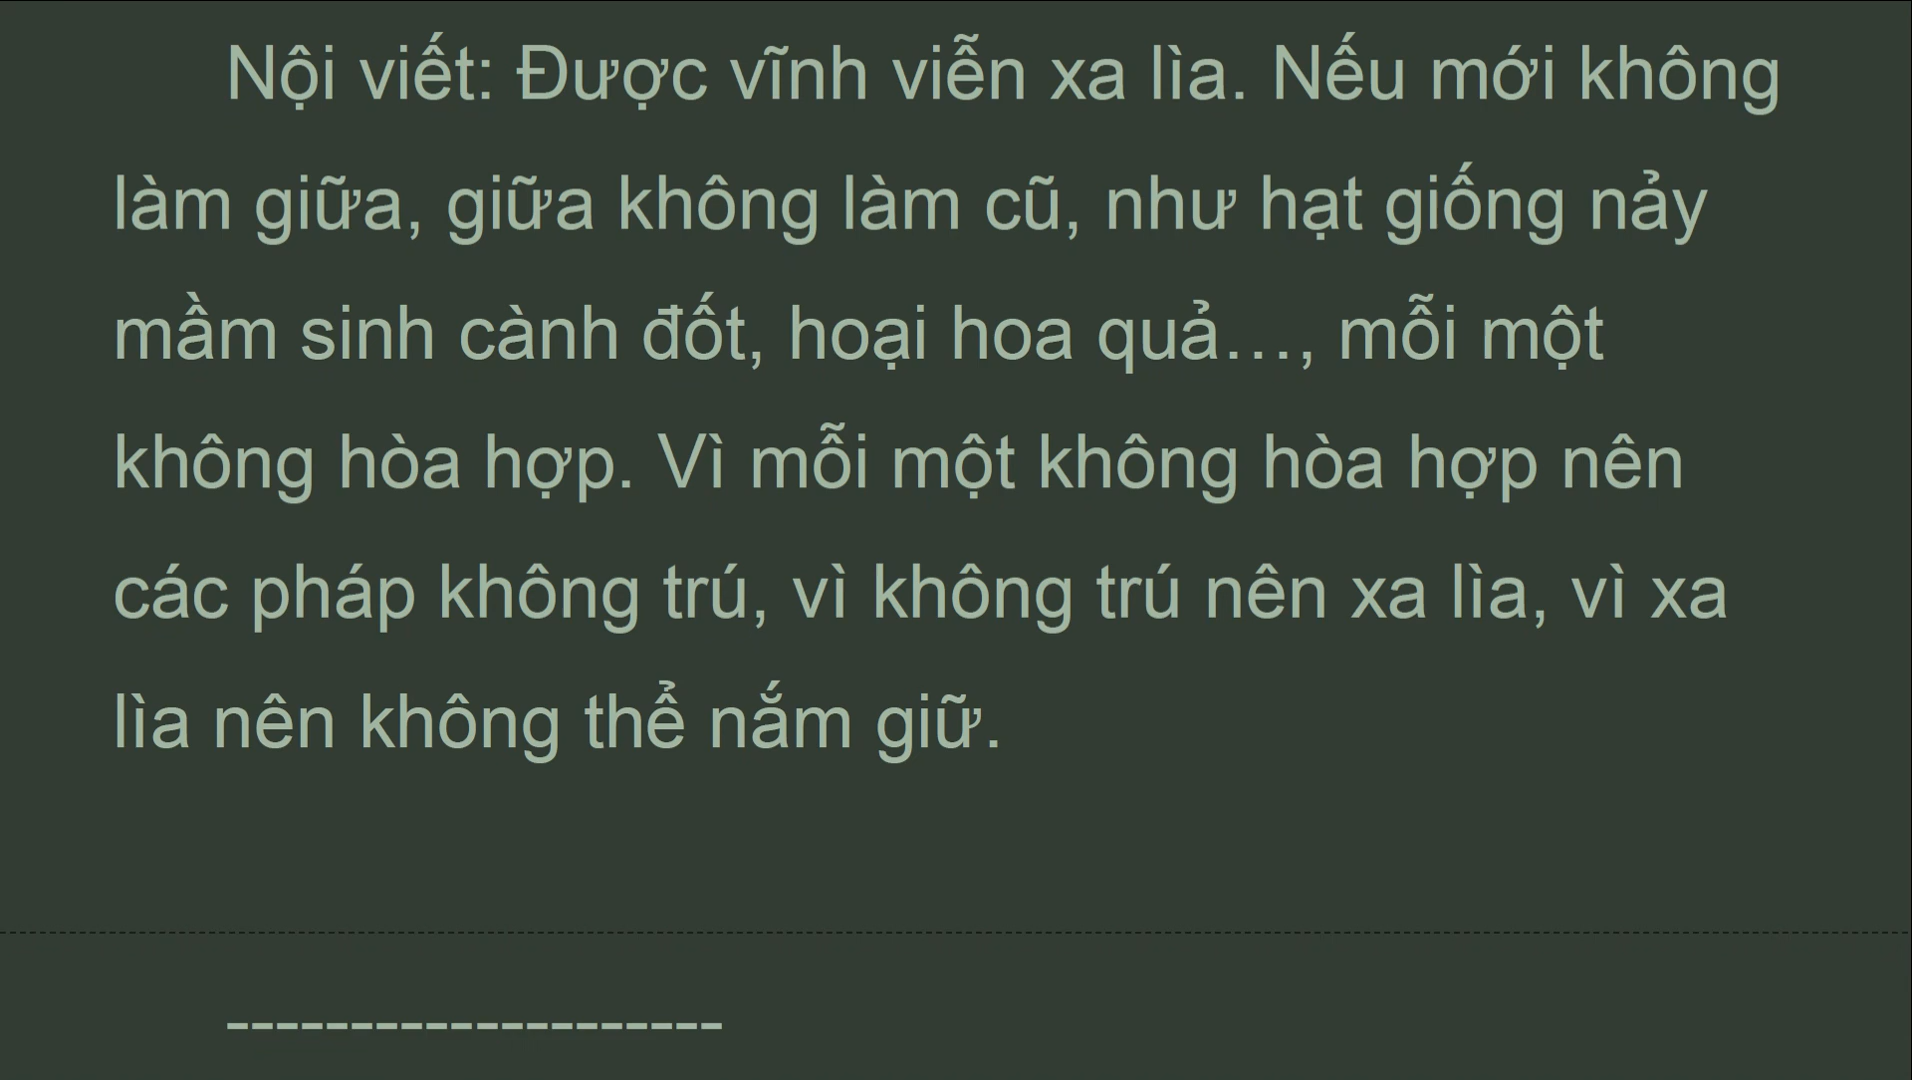 Nội viết: Được vĩnh viễn xa lìa. Nếu mới không
làm giữa, giữa không làm cũ, như hạt giống nảy
mầm sinh cành đốt, hoại hoa quả…, mỗi một
không hòa hợp. Vì mỗi một không hòa hợp nên
các pháp không trú, vì không trú nên xa lìa, vì xa
lìa nên không thể nắm giữ.
--------------------